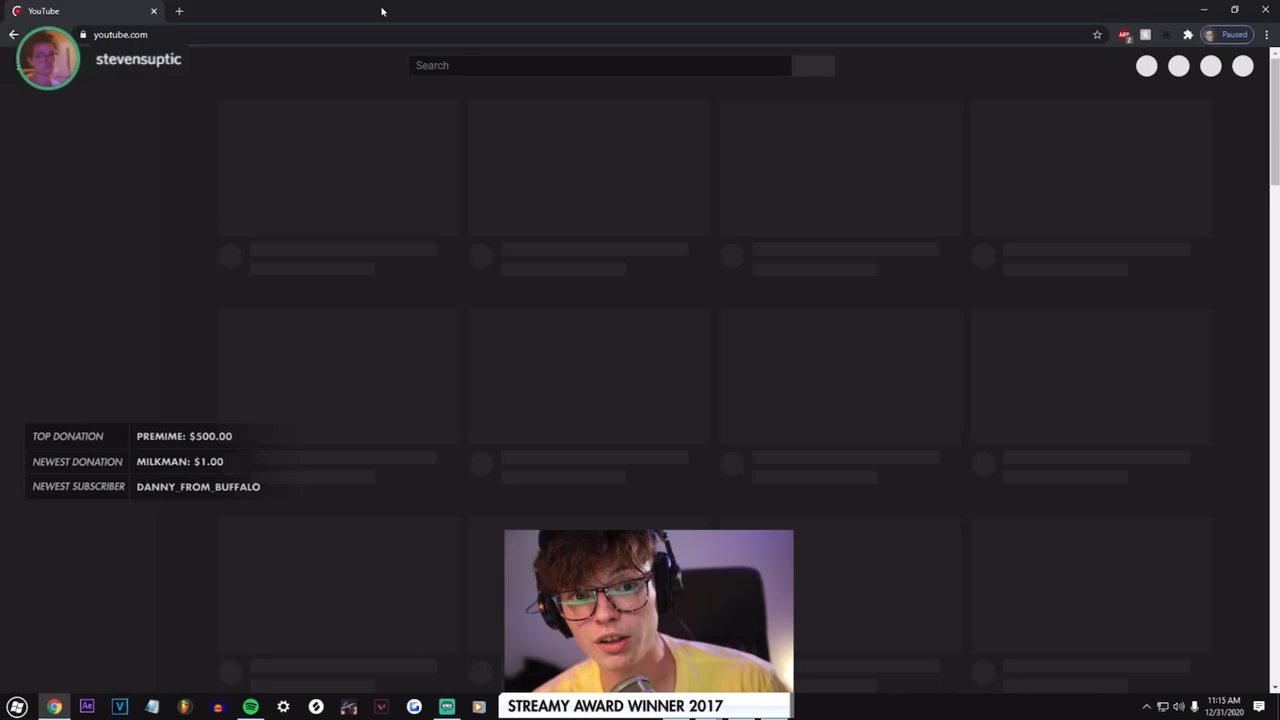 YouTube
youtube.com
Paused
stevensuptic
Search
TOP DONATION PREMIME: $500.00
NEWEST DONATION MILKMAN: $1.00
NEWEST SUBSCRIBER DANNY_FROM_BUFFALO
STREAMY AWARD WINNER 2017
11:15 AM
12/31/2020